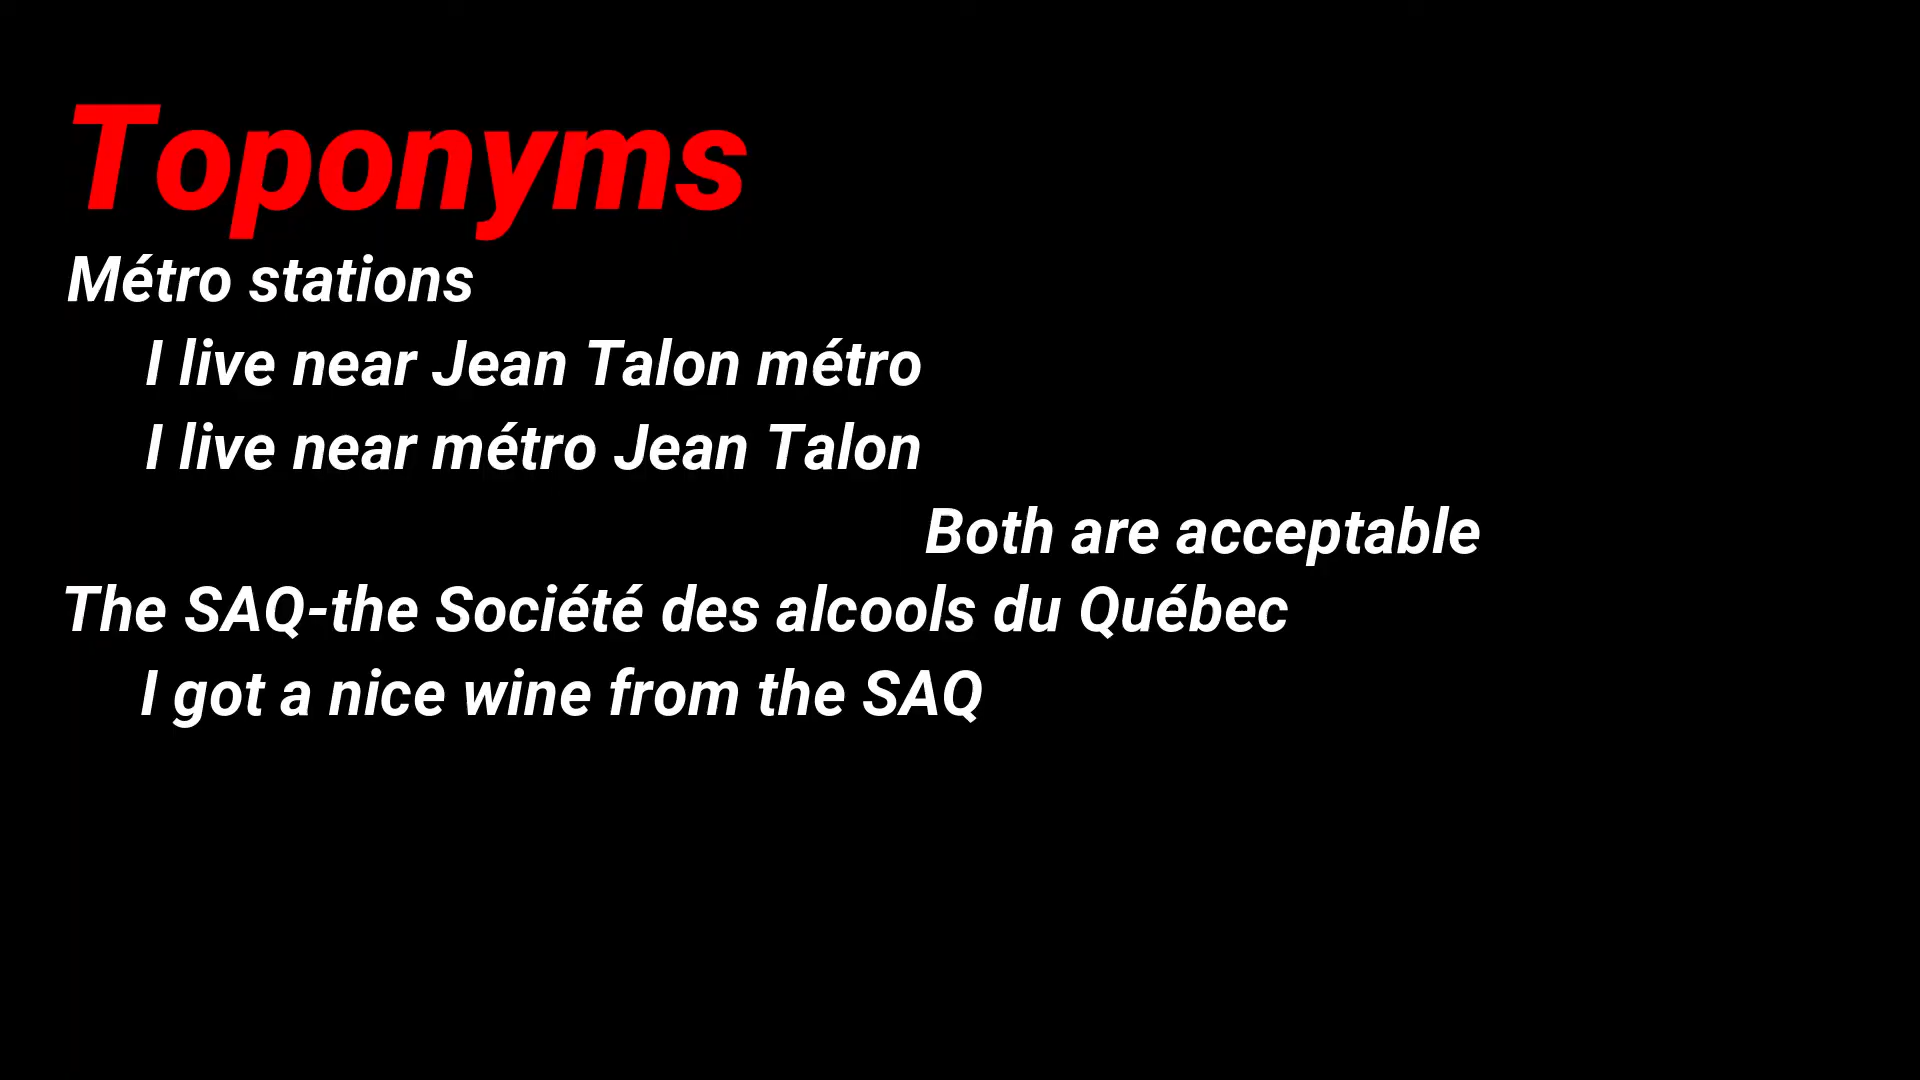 Toponyms
Métro stations
I live near Jean Talon métro
I live near métro Jean Talon
Both are acceptable
The SAQ-the Société des alcools du Québec
I got a nice wine from the SAQ